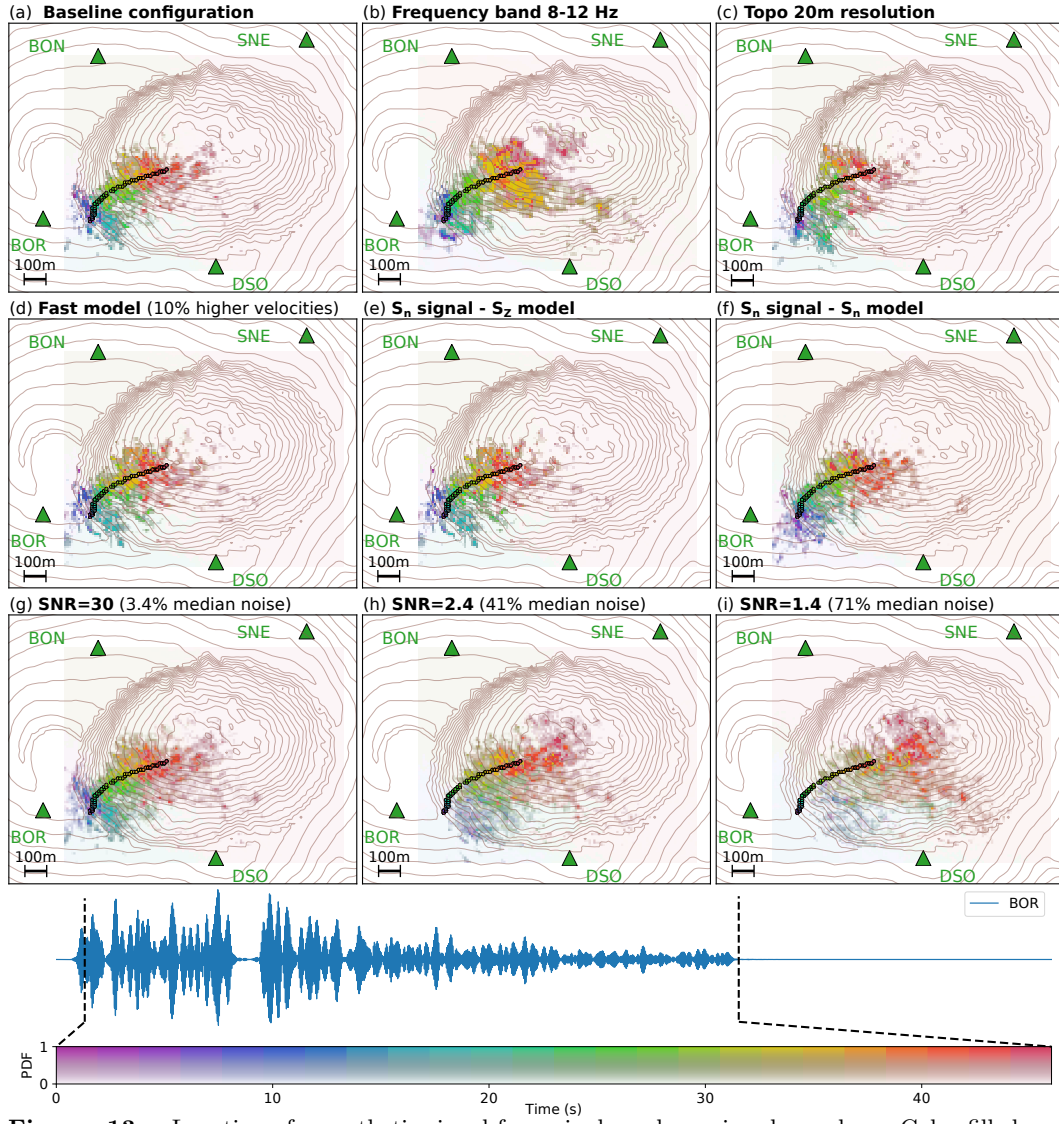 (a) Baseline configuration
(b) Frequency band 8-12 Hz
(c) Topo 20m resolution
BON
SNE
BOR
DSO
100m
BON
SNE
BOR
DSO
100m
BON
SNE
BOR
DSO
100m
(d) Fast model (10% higher velocities)
(e) Sn signal - SZ model
(f) Sn signal - Sn model
BON
SNE
BOR
DSO
100m
BON
SNE
BOR
DSO
100m
BON
SNE
BOR
DSO
100m
(g) SNR=30 (3.4% median noise)
(h) SNR=2.4 (41% median noise)
(i) SNR=1.4 (71% median noise)
BON
SNE
BOR
DSO
100m
BON
SNE
BOR
DSO
100m
BON
SNE
BOR
DSO
100m
BOR
PDF
1
0
0 10 20 30 40
Time (s)